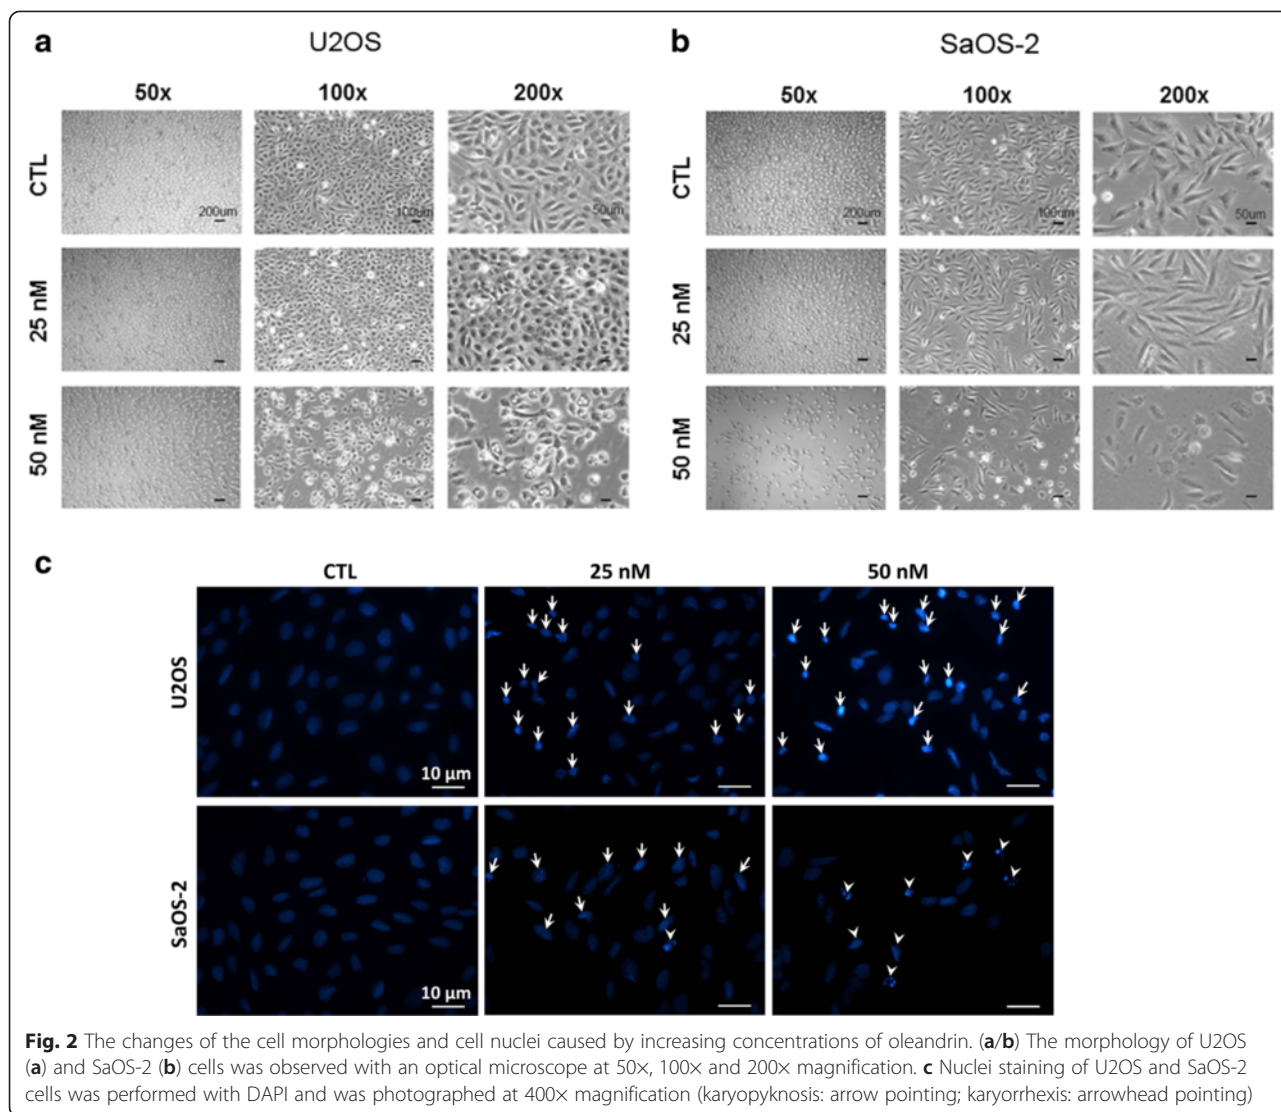 a
U2OS
50x 100x 200x
CTL
200um
100um
50um
25 nM
50 nM
b
SaOS-2
50x 100x 200x
CTL
200um
100um
50um
25 nM
50 nM
c
CTL 25 nM 50 nM
U2OS
10 µm
SaOS-2
10 µm
Fig. 2 The changes of the cell morphologies and cell nuclei caused by increasing concentrations of oleandrin. (a/b) The morphology of U2OS
(a) and SaOS-2 (b) cells was observed with an optical microscope at 50×, 100× and 200× magnification. c Nuclei staining of U2OS and SaOS-2
cells was performed with DAPI and was photographed at 400× magnification (karyopyknosis: arrow pointing; karyorrhexis: arrowhead pointing)